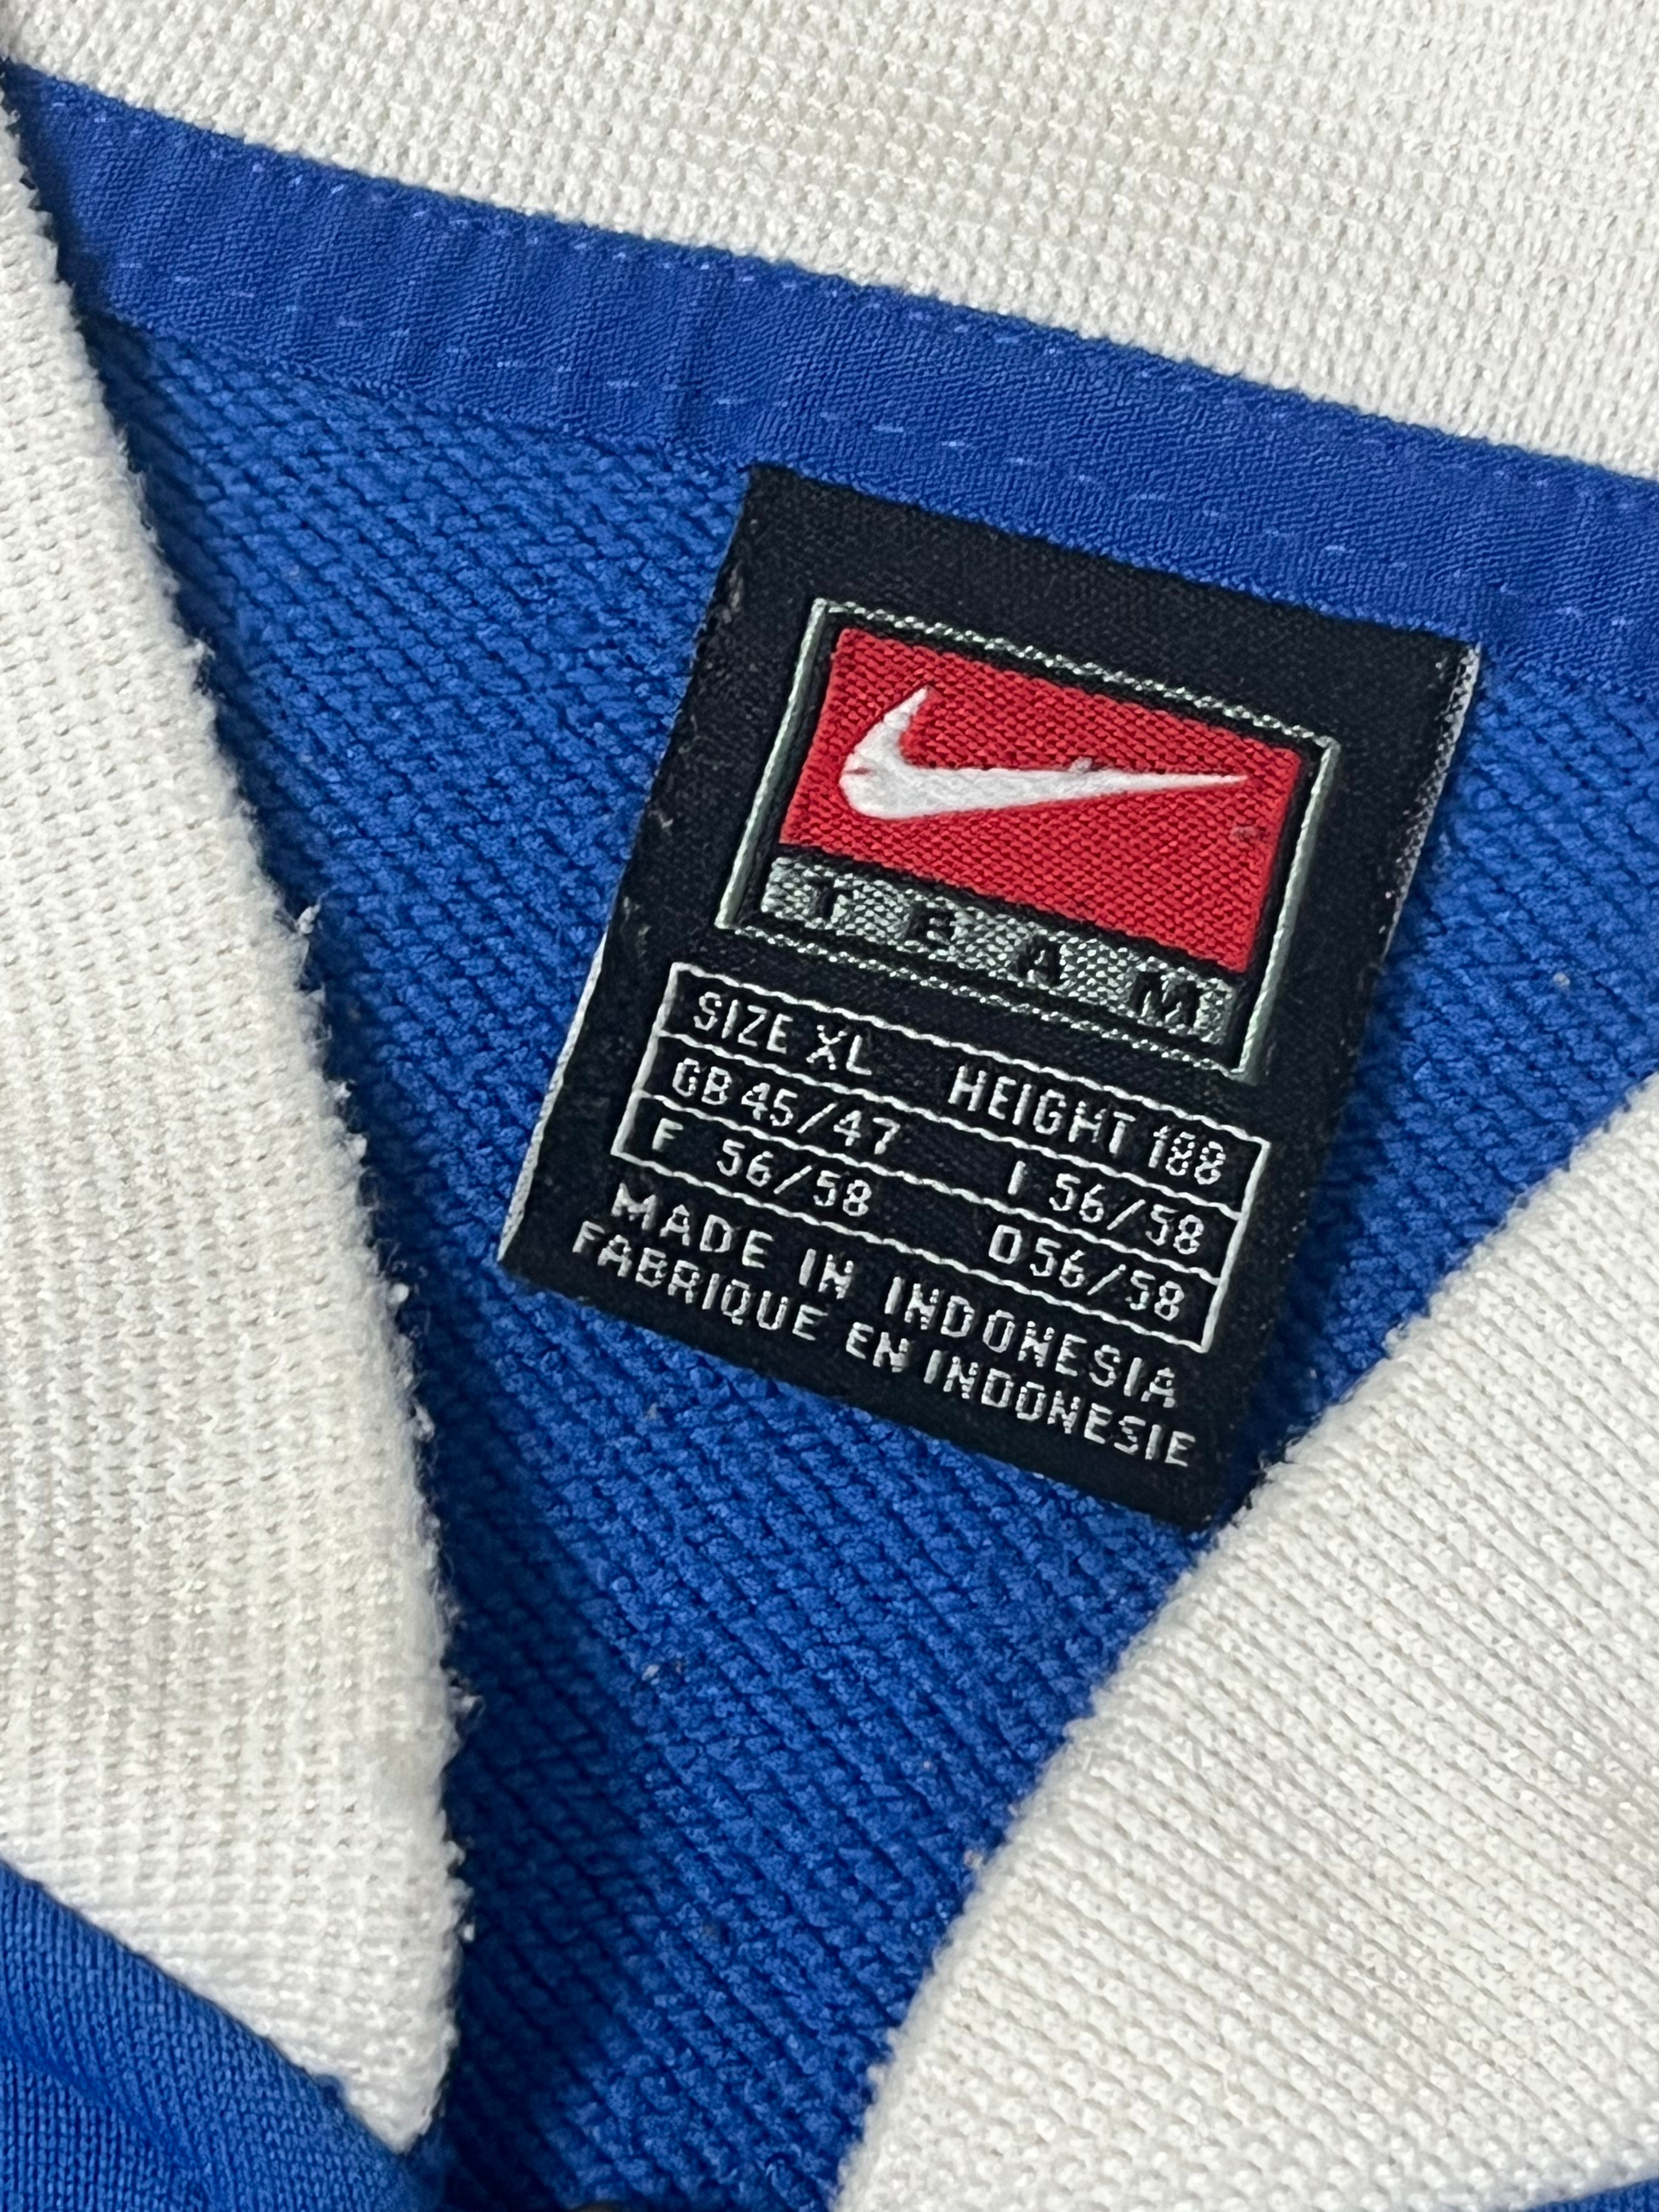 TEAM
SIZE XL HEIGHT 188
GB 45/47 I 56/58
F 56/58 D 56/58
MADE IN INDONESIA
FABRIQUE EN INDONESIE